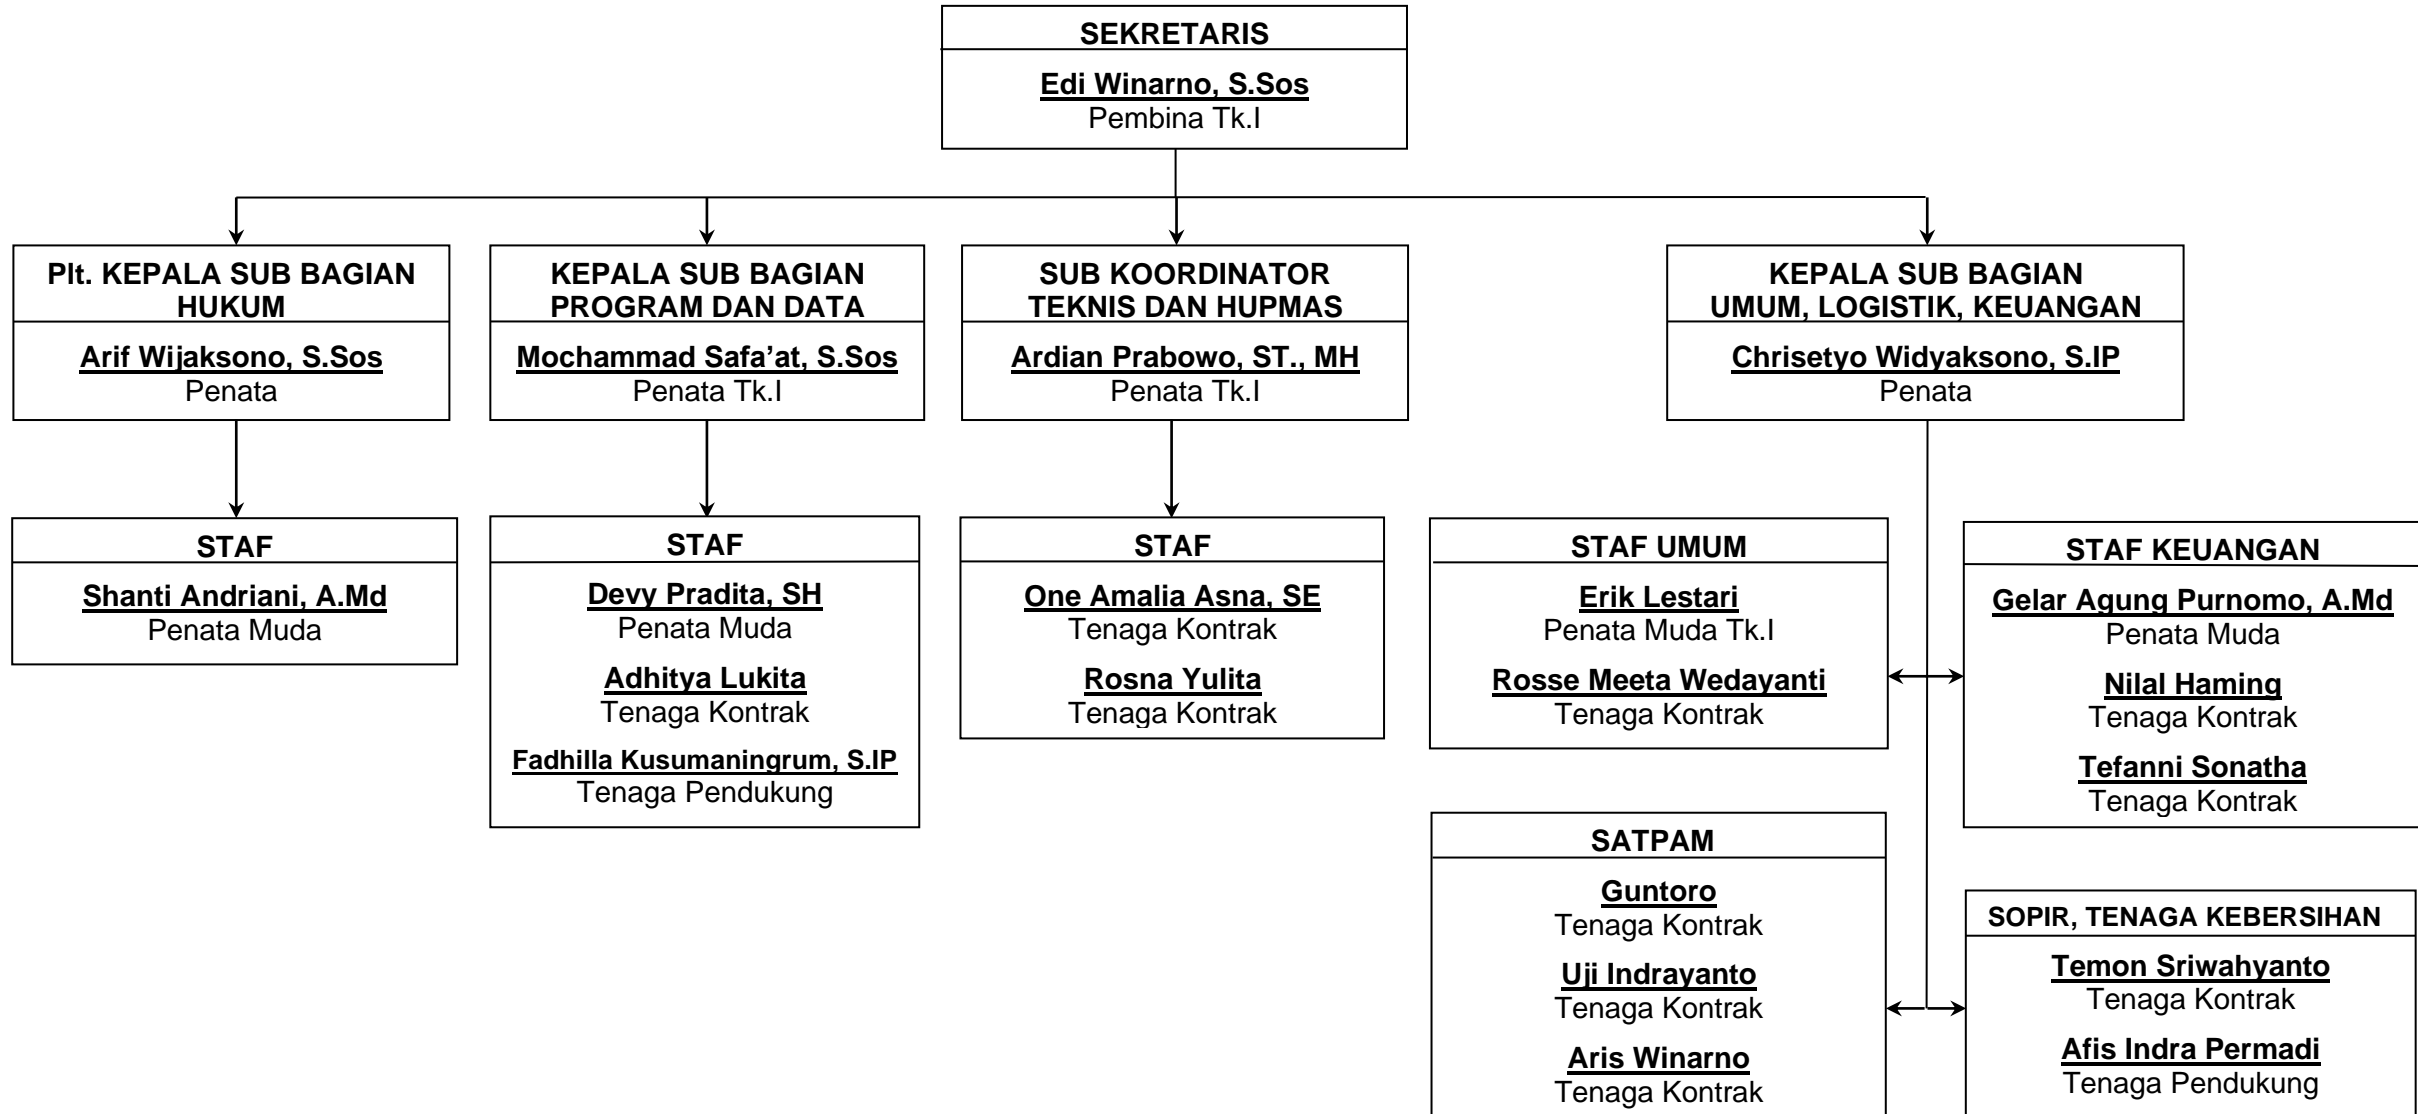 SEKRETARIS
Edi Winarno, S.Sos
Pembina Tk.I
Plt. KEPALA SUB BAGIAN
HUKUM
Arif Wijaksono, S.Sos
Penata
KEPALA SUB BAGIAN
PROGRAM DAN DATA
Mochammad Safa’at, S.Sos
Penata Tk.I
SUB KOORDINATOR
TEKNIS DAN HUPMAS
Ardian Prabowo, ST., MH
Penata Tk.I
KEPALA SUB BAGIAN
UMUM, LOGISTIK, KEUANGAN
Chrisetyo Widyaksono, S.IP
Penata
STAF
Shanti Andriani, A.Md
Penata Muda
STAF
Devy Pradita, SH
Penata Muda
Adhitya Lukita
Tenaga Kontrak
Fadhilla Kusumaningrum, S.IP
Tenaga Pendukung
STAF
One Amalia Asna, SE
Tenaga Kontrak
Rosna Yulita
Tenaga Kontrak
STAF UMUM
Erik Lestari
Penata Muda Tk.I
Rosse Meeta Wedayanti
Tenaga Kontrak
STAF KEUANGAN
Gelar Agung Purnomo, A.Md
Penata Muda
Nilal Haming
Tenaga Kontrak
Tefanni Sonatha
Tenaga Kontrak
SATPAM
Guntoro
Tenaga Kontrak
Uji Indrayanto
Tenaga Kontrak
Aris Winarno
Tenaga Kontrak
SOPIR, TENAGA KEBERSIHAN
Temon Sriwahyanto
Tenaga Kontrak
Afis Indra Permadi
Tenaga Pendukung